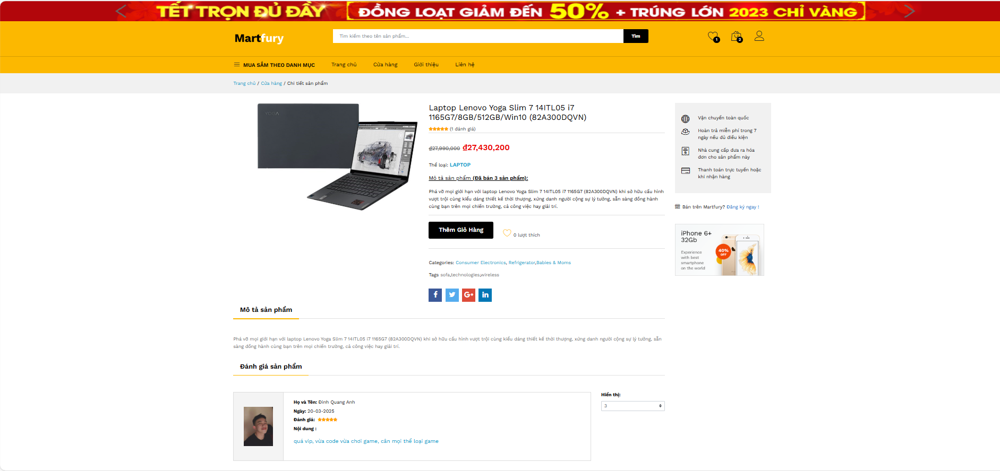 TẾT TRỌN ĐỦ ĐẦY ĐỒNG LOẠT GIẢM ĐẾN 50% + TRÚNG LỚN 2023 CHỈ VÀNG
Martfury
Tìm kiếm theo tên sản phẩm...
Tìm
1
2
MUA SẮM THEO DANH MỤC
Trang chủ
Cửa hàng
Giới thiệu
Liên hệ
Trang chủ / Cửa hàng / Chi tiết sản phẩm
YOGA
Laptop Lenovo Yoga Slim 7 14ITL05 i7
1165G7/8GB/512GB/Win10 (82A300DQVN)
(1 đánh giá)
₫27,990,000 ₫27,430,200
Thể loại: LAPTOP
Mô tả sản phẩm (Đã bán 3 sản phẩm):
Phá vỡ mọi giới hạn với laptop Lenovo Yoga Slim 7 14ITL05 i7 1165G7 (82A300DQVN) khi sở hữu cấu hình
vượt trội cùng kiểu dáng thiết kế thời thượng, xứng danh người cộng sự lý tưởng, sẵn sàng đồng hành
cùng bạn trên mọi chiến trường, cả công việc hay giải trí.
Thêm Giỏ Hàng
0 lượt thích
Categories: Consumer Electronics, Refrigerator,Babies & Moms
Tags sofa,technologies,wireless
f
G+
in
Vận chuyển toàn quốc
Hoàn trả miễn phí trong 7
ngày nếu đủ điều kiện
Nhà cung cấp đưa ra hóa
đơn cho sản phẩm này
Thanh toán trực tuyến hoặc
khi nhận hàng
Bán trên Martfury? Đăng ký ngay !
iPhone 6+
32Gb
Experience
with best
smartphone
on the world
40%
OFF
Mô tả sản phẩm
Phá vỡ mọi giới hạn với laptop Lenovo Yoga Slim 7 14ITL05 i7 1165G7 (82A300DQVN) khi sở hữu cấu hình vượt trội cùng kiểu dáng thiết kế thời thượng, xứng danh người cộng sự lý tưởng, sẵn
sàng đồng hành cùng bạn trên mọi chiến trường, cả công việc hay giải trí.
Đánh giá sản phẩm
Họ và Tên: Đinh Quang Anh
Ngày: 20-03-2025
Đánh giá:
Nội dung :
quá vip, vừa code vừa chơi game, cân mọi thể loại game
Hiển thị:
3